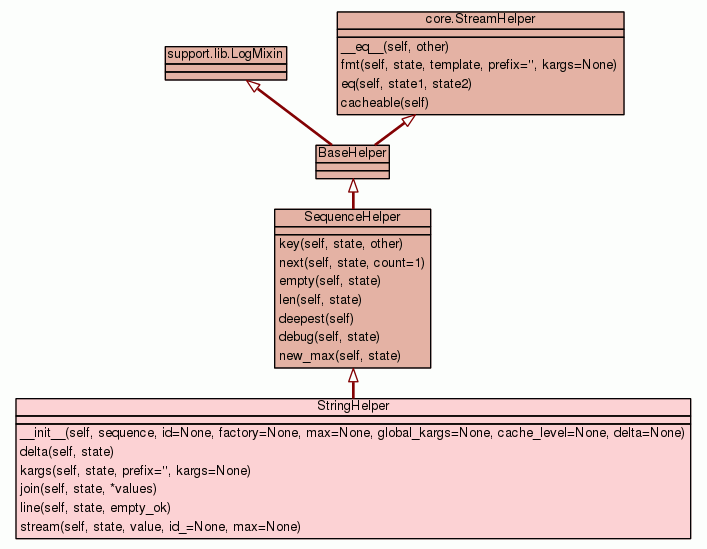 core.StreamHelper
__eq__(self, other)
fmt(self, state, template, prefix='', kargs=None)
eq(self, state1, state2)
cacheable(self)
support.lib.LogMixin
BaseHelper
SequenceHelper
key(self, state, other)
next(self, state, count=1)
empty(self, state)
len(self, state)
deepest(self)
debug(self, state)
new_max(self, state)
StringHelper
__init__(self, sequence, id=None, factory=None, max=None, global_kargs=None, cache_level=None, delta=None)
delta(self, state)
kargs(self, state, prefix='', kargs=None)
join(self, state, *values)
line(self, state, empty_ok)
stream(self, state, value, id_=None, max=None)